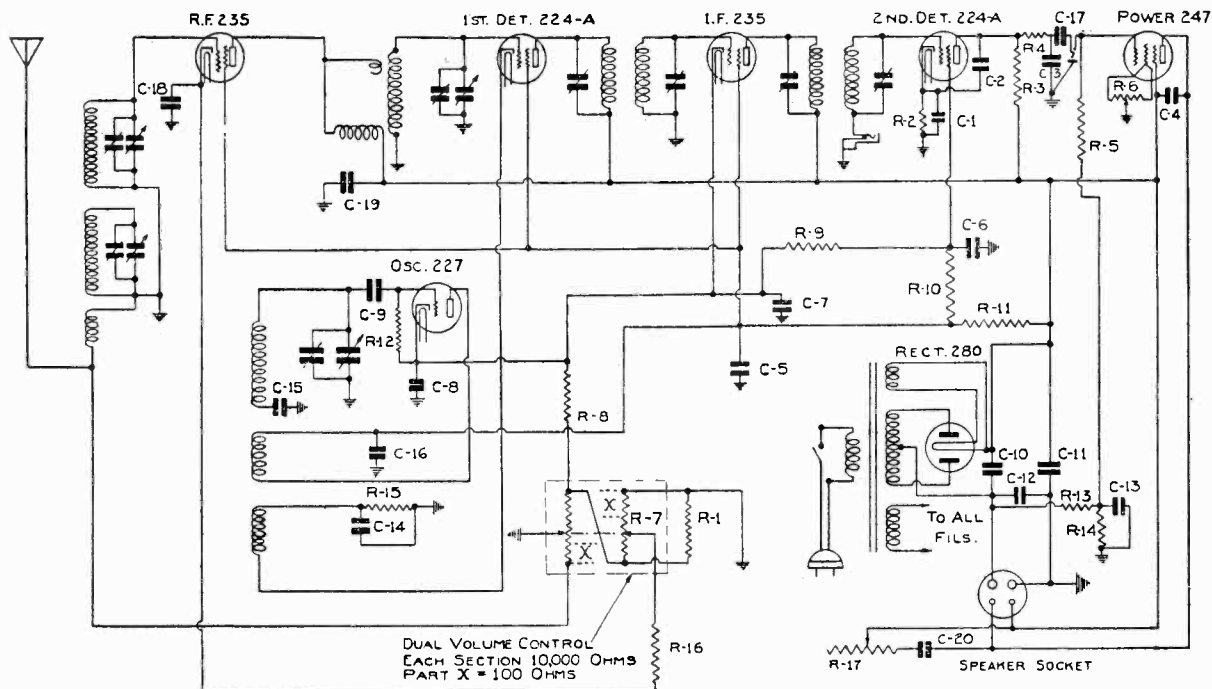 R.F. 235
1ST. DET. 224-A
I.F. 235
2ND. DET. 224-A
C-17
POWER 247
R-4
C-3
C-18
C-2
R-3
R-6
C-4
R-2
C-1
R-5
C-19
C-6
R-9
OSC. 227
C-9
C-7
R-10
R-11
R-12
C-5
RECT. 280
C-8
C-15
R-8
C-10
C-11
C-16
C-12
R-13
C-13
R-15
X
R-7
R-1
C-14
X
TO ALL
FILS.
R-14
DUAL VOLUME CONTROL
EACH SECTION 10,000 OHMS
PART X = 100 OHMS
R-16
R-17
C-20
SPEAKER SOCKET